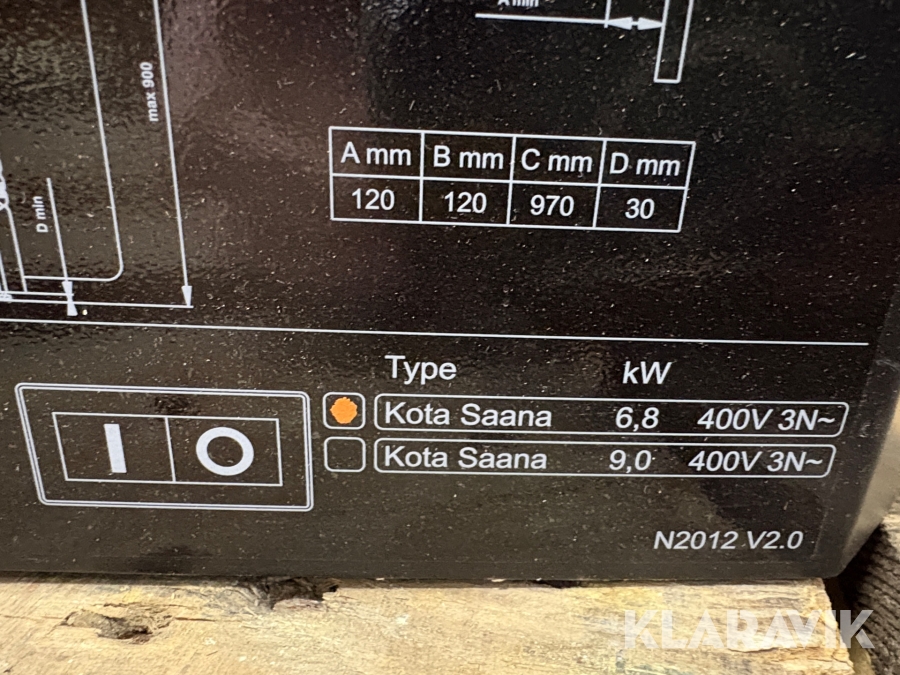 A min
max 900
D min
A mm B mm C mm D mm
120 120 970 30
Type kW
Kota Saana 6,8 400V 3N~
Kota Saana 9,0 400V 3N~
I O
N2012 V2.0
KLARAVIK